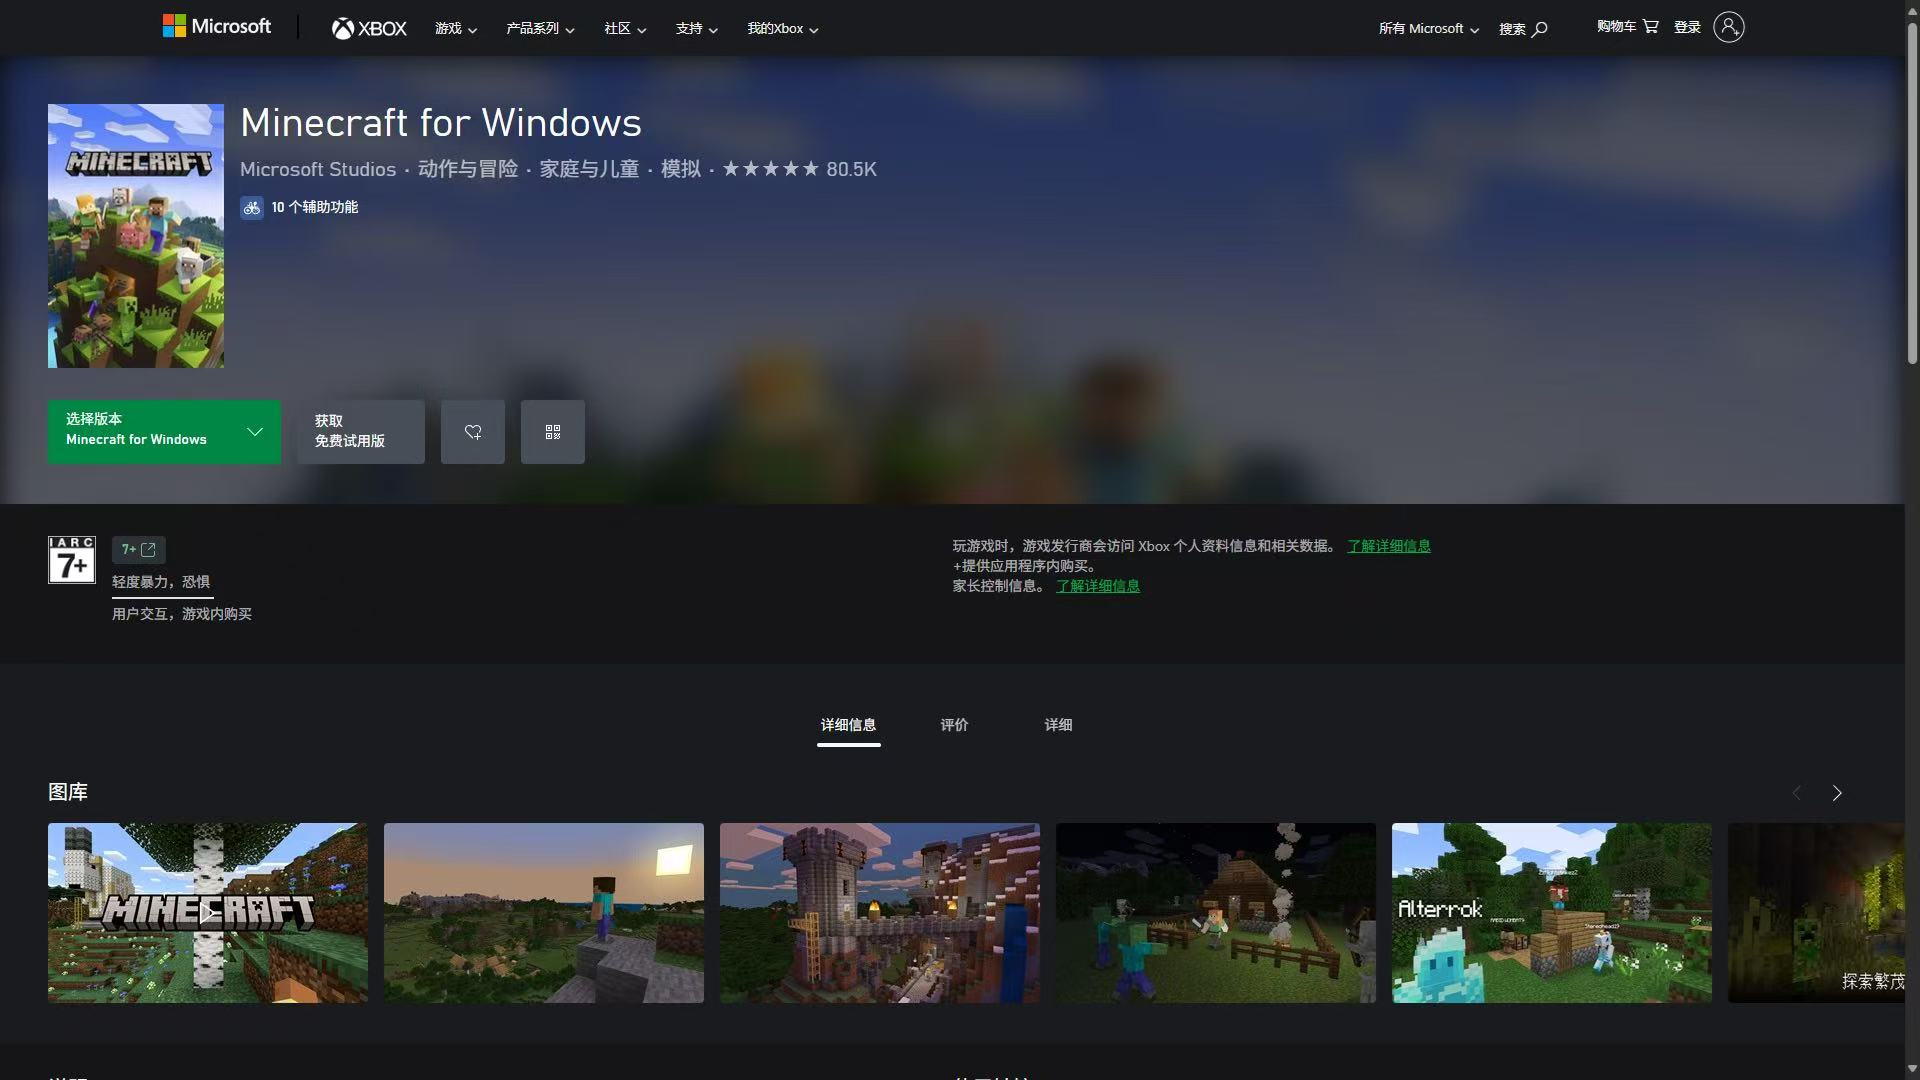 Microsoft
XBOX
游戏
产品系列
社区
支持
我的Xbox
所有 Microsoft
搜索
购物车
登录
MINECRAFT
Minecraft for Windows
Microsoft Studios · 动作与冒险 · 家庭与儿童 · 模拟 · ★★★★★ 80.5K
10 个辅助功能
选择版本
Minecraft for Windows
获取
免费试用版
IARC
7+
7+
轻度暴力，恐惧
用户交互，游戏内购买
玩游戏时，游戏发行商会访问 Xbox 个人资料信息和相关数据。 了解详细信息
+提供应用程序内购买。
家长控制信息。 了解详细信息
详细信息
评价
详细
图库
MINECRAFT
Alterrok
探索繁茂